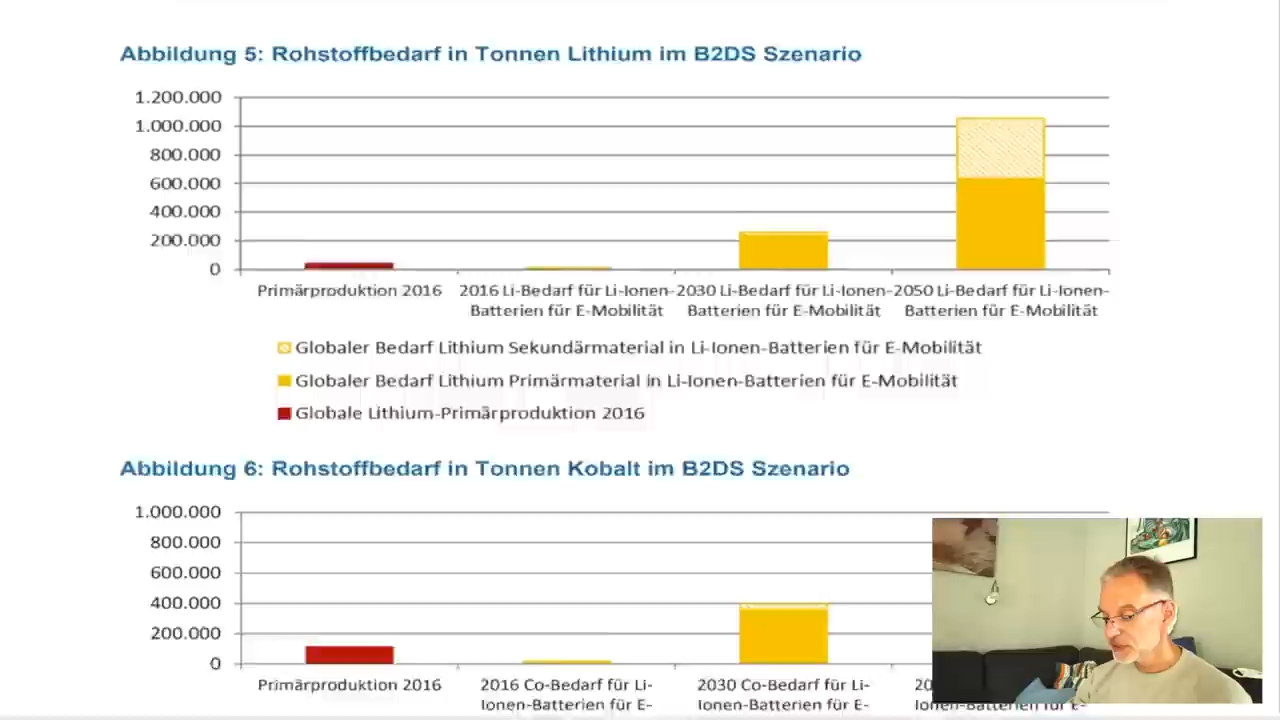 Abbildung 5: Rohstoffbedarf in Tonnen Lithium im B2DS Szenario
1.200.000
1.000.000
800.000
600.000
400.000
200.000
0
Primärproduktion 2016
2016 Li-Bedarf für Li-Ionen-
Batterien für E-Mobilität
2030 Li-Bedarf für Li-Ionen-
Batterien für E-Mobilität
2050 Li-Bedarf für Li-Ionen-
Batterien für E-Mobilität
Globaler Bedarf Lithium Sekundärmaterial in Li-Ionen-Batterien für E-Mobilität
Globaler Bedarf Lithium Primärmaterial in Li-Ionen-Batterien für E-Mobilität
Globale Lithium-Primärproduktion 2016
Abbildung 6: Rohstoffbedarf in Tonnen Kobalt im B2DS Szenario
1.000.000
800.000
600.000
400.000
200.000
0
Primärproduktion 2016
2016 Co-Bedarf für Li-
Ionen-Batterien für E-
2030 Co-Bedarf für Li-
Ionen-Batterien für E-
20
Ionen-Batterien für E-